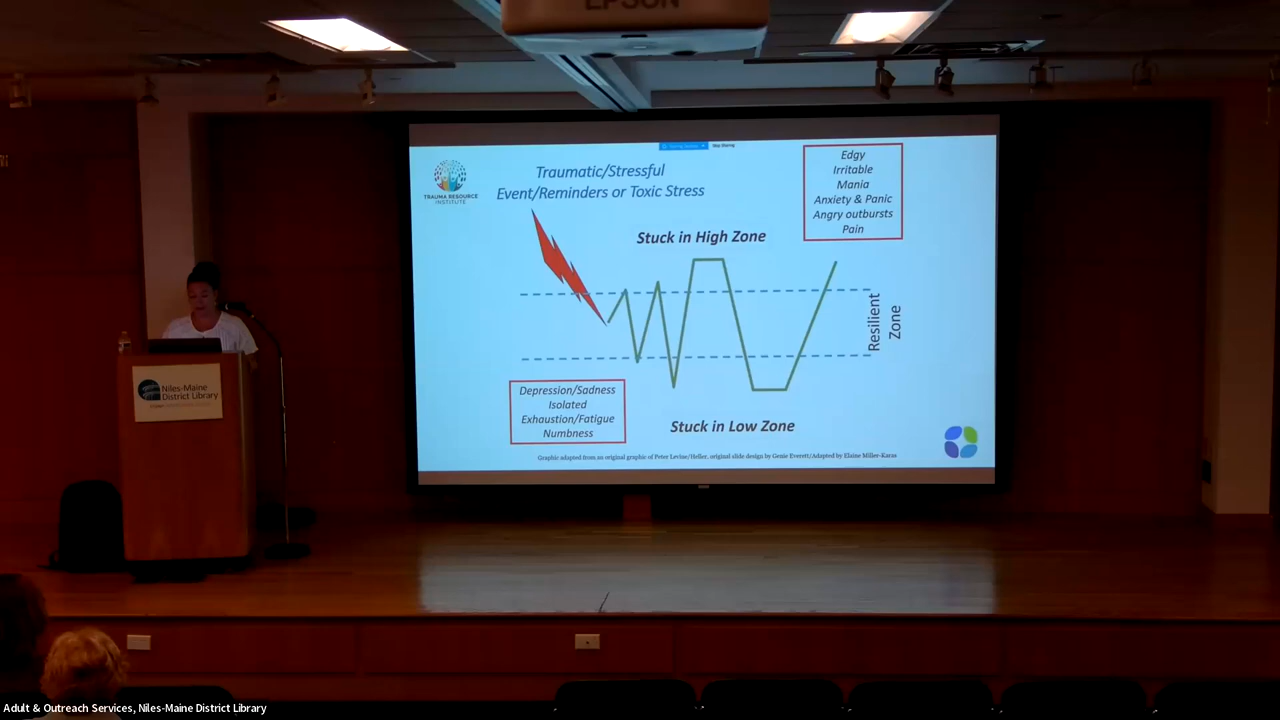 EPSON
Stop Sharing
TRAUMA RESOURCE
INSTITUTE
Traumatic/Stressful
Event/Reminders or Toxic Stress
Edgy
Irritable
Mania
Anxiety & Panic
Angry outbursts
Pain
Stuck in High Zone
Resilient
Zone
Depression/Sadness
Isolated
Exhaustion/Fatigue
Numbness
Stuck in Low Zone
Graphic adapted from an original graphic of Peter Levine/Heller, original slide design by Genie Everett/Adapted by Elaine Miller-Karas
Niles-Maine
District Library
Adult & Outreach Services, Niles-Maine District Library